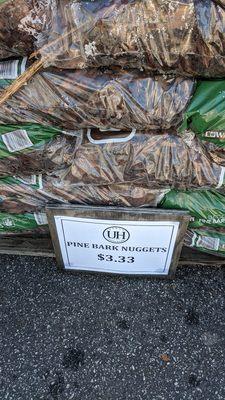 UH
PINE BARK NUGGETS
$3.33